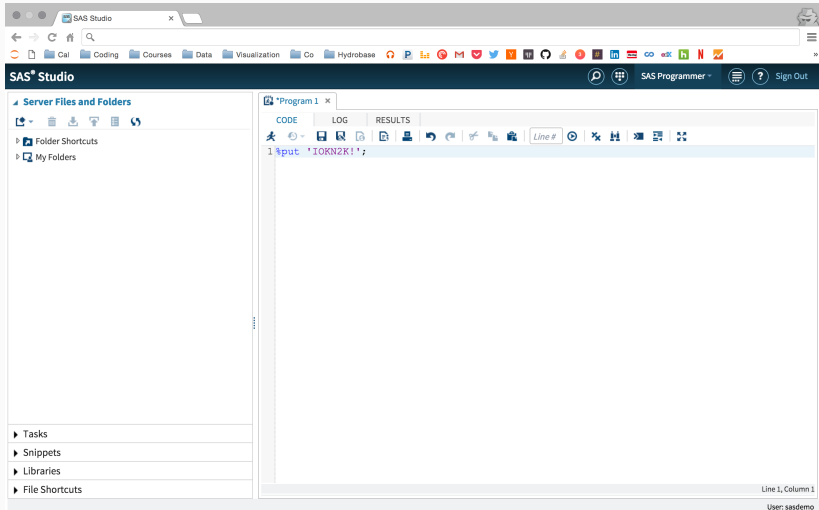 SAS Studio
Cal Coding Courses Data Visualization Co Hydrobase
SAS® Studio
SAS Programmer
Sign Out
Server Files and Folders
Folder Shortcuts
My Folders
Tasks
Snippets
Libraries
File Shortcuts
*Program 1
CODE LOG RESULTS
Line #
1 %put 'IOKN2K!';
Line 1, Column 1
User: sasdemo